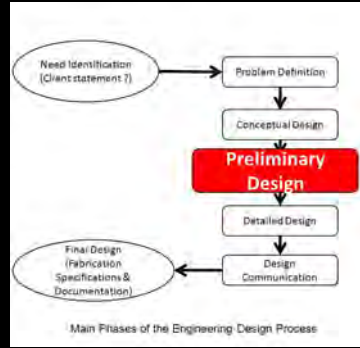 Need Identification
(Client statement ?)
Problem Definition
Conceptual Design
Preliminary
Design
Detailed Design
Design
Communication
Final Design
(Fabrication
Specifications &
Documentation)
Main Phases of the Engineering Design Process